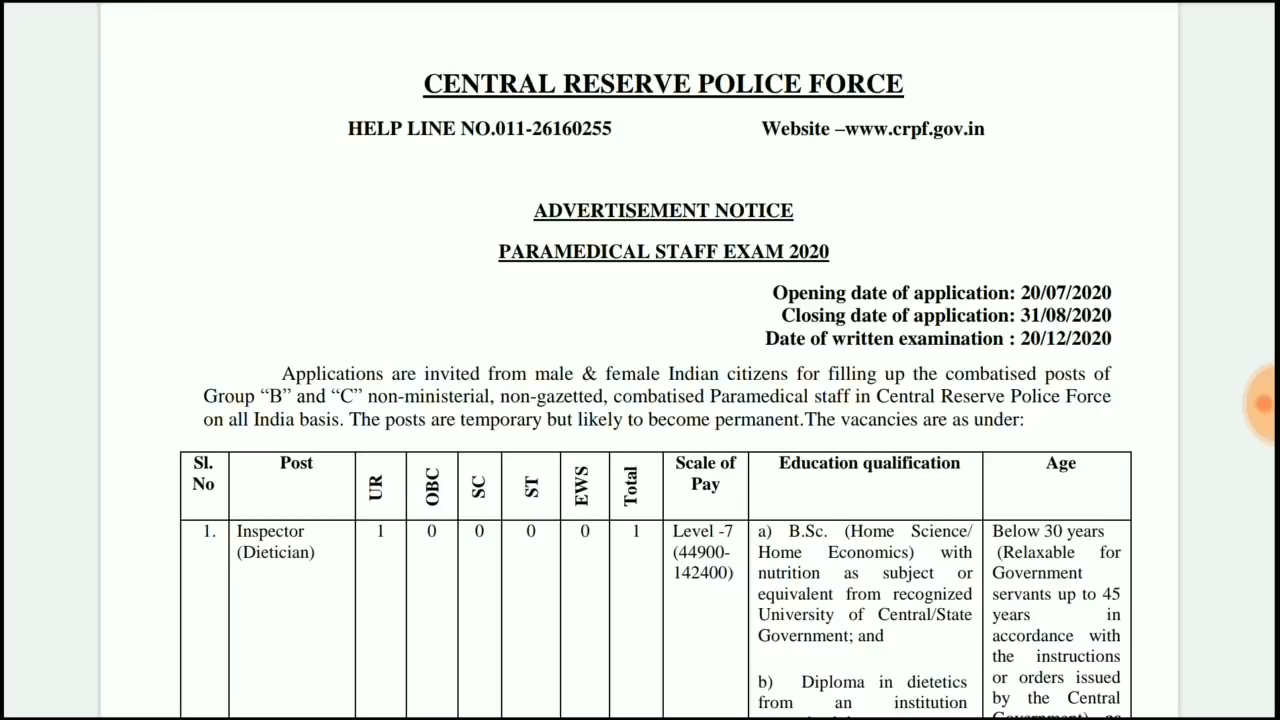 CENTRAL RESERVE POLICE FORCE
HELP LINE NO.011-26160255 Website –www.crpf.gov.in
ADVERTISEMENT NOTICE
PARAMEDICAL STAFF EXAM 2020
Opening date of application: 20/07/2020
Closing date of application: 31/08/2020
Date of written examination : 20/12/2020
Applications are invited from male & female Indian citizens for filling up the combatised posts of
Group “B” and “C” non-ministerial, non-gazetted, combatised Paramedical staff in Central Reserve Police Force
on all India basis. The posts are temporary but likely to become permanent.The vacancies are as under:
Sl. No
Post
UR
OBC
SC
ST
EWS
Total
Scale of Pay
Education qualification
Age
1.
Inspector
(Dietician)
1
0
0
0
0
1
Level -7
(44900-
142400)
a) B.Sc. (Home Science/
Home Economics) with
nutrition as subject or
equivalent from recognized
University of Central/State
Government; and
b) Diploma in dietetics
from an institution
Below 30 years
(Relaxable for
Government
servants up to 45
years in
accordance with
the instructions
or orders issued
by the Central
Government) as